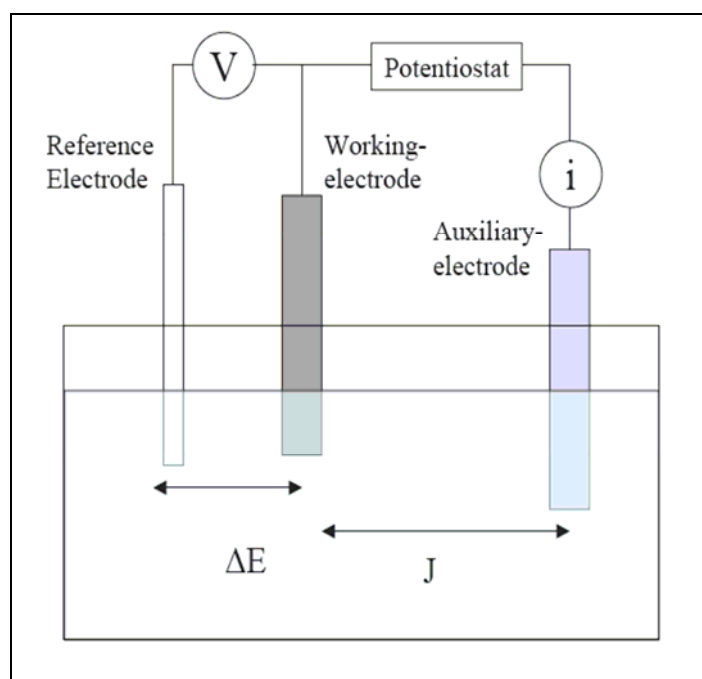 V
Potentiostat
Reference
Electrode
Working-
electrode
i
Auxiliary-
electrode
ΔE
J